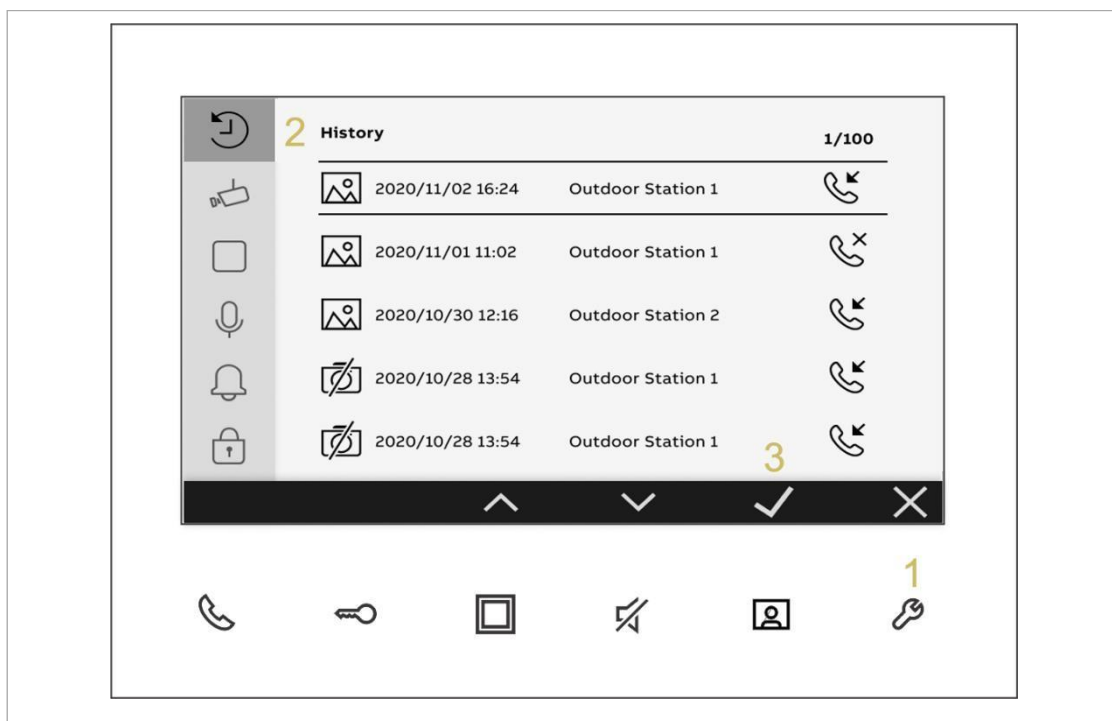 2 History 1/100
2020/11/02 16:24 Outdoor Station 1
2020/11/01 11:02 Outdoor Station 1
2020/10/30 12:16 Outdoor Station 2
2020/10/28 13:54 Outdoor Station 1
2020/10/28 13:54 Outdoor Station 1
3
1